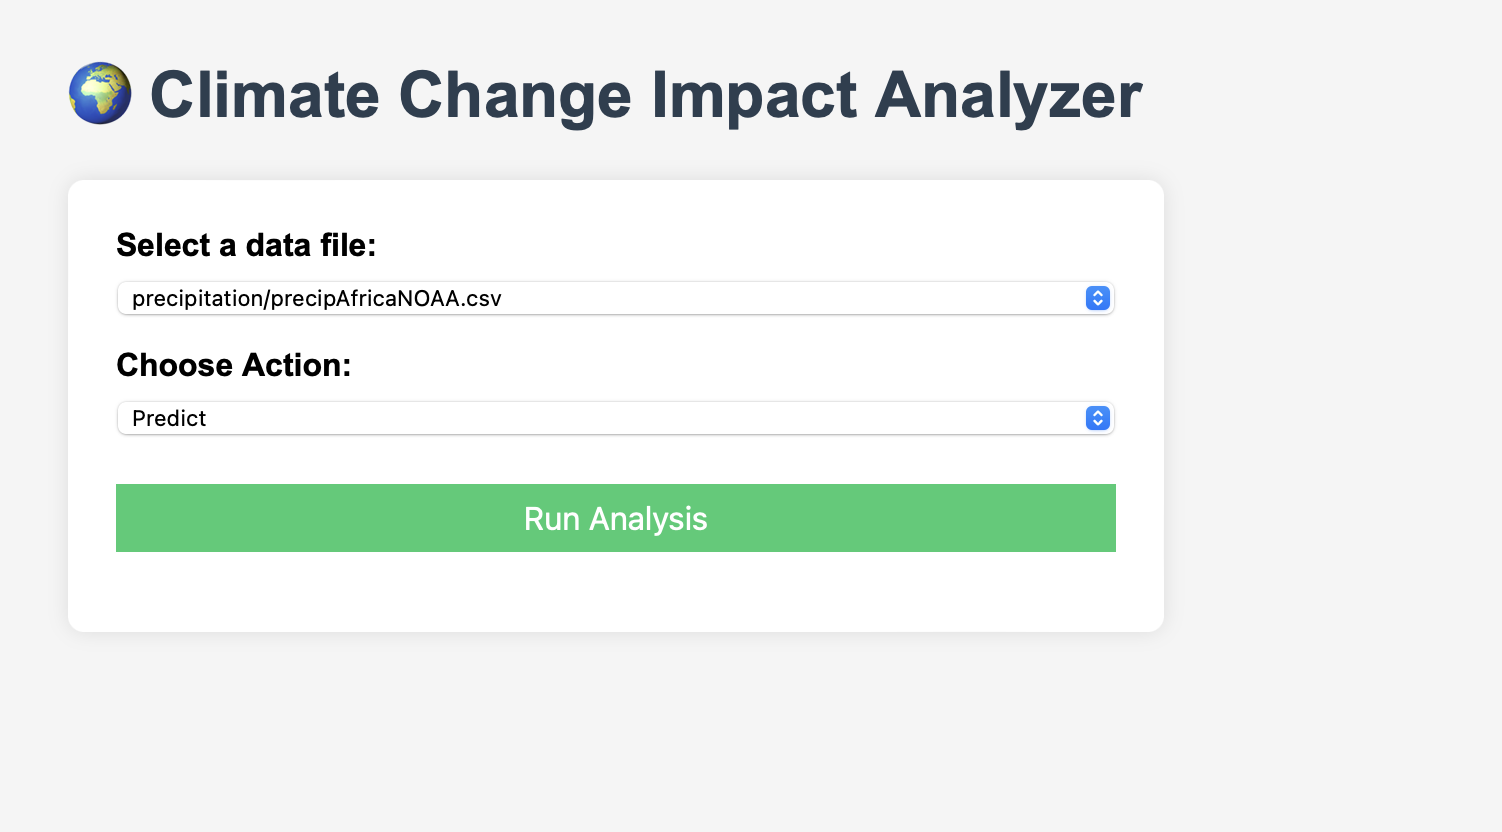 Climate Change Impact Analyzer
Select a data file:
precipitation/precipAfricaNOAA.csv
Choose Action:
Predict
Run Analysis